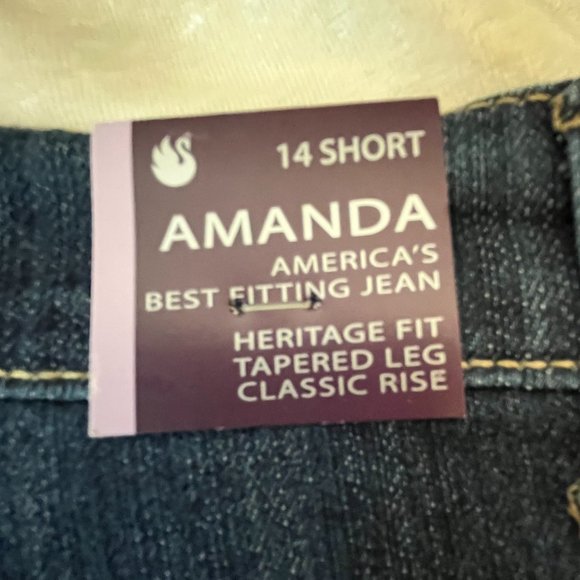 14 SHORT
AMANDA
AMERICA'S
BEST FITTING JEAN
HERITAGE FIT
TAPERED LEG
CLASSIC RISE